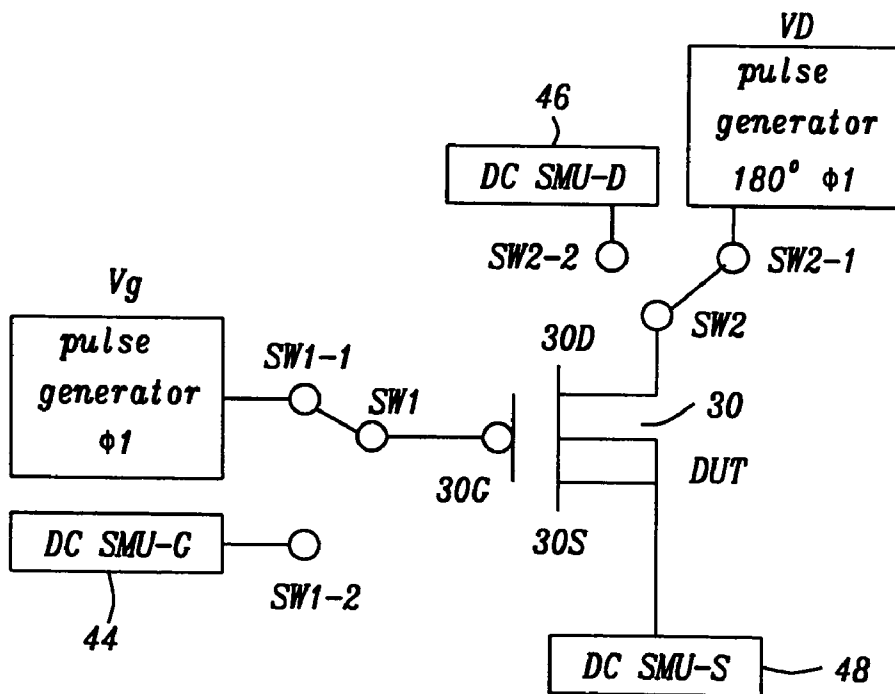 VD
pulse
generator
180° φ1
46
DC SMU-D
SW2-2
SW2-1
SW2
Vg
pulse
generator
φ1
SW1-1
SW1
30D
30
30G
DUT
30S
DC SMU-G
SW1-2
44
DC SMU-S
48